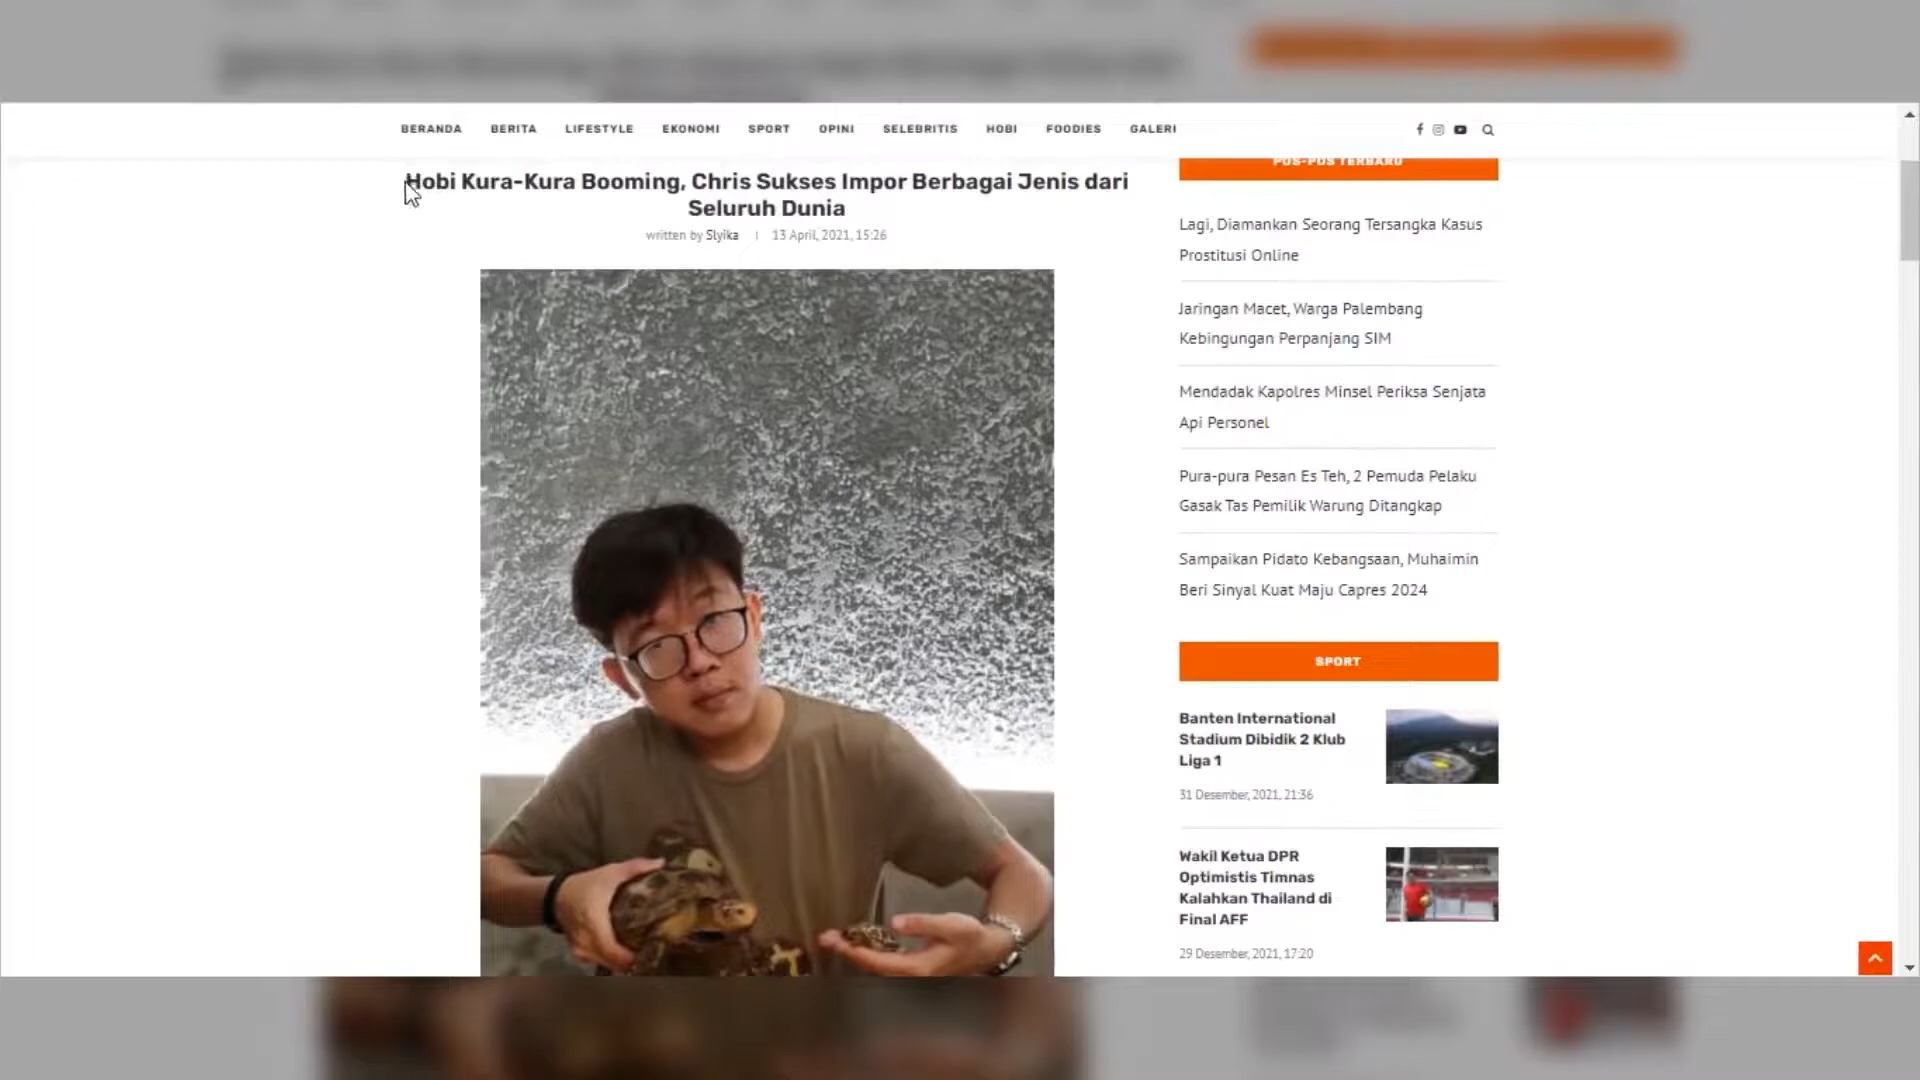 BERANDA BERITA LIFESTYLE EKONOMI SPORT OPINI SELEBRITIS HOBI FOODIES GALERI
Hobi Kura-Kura Booming, Chris Sukses Impor Berbagai Jenis dari
Seluruh Dunia
written by Slyika | 13 April, 2021, 15:26
POS-POS TERBARU
Lagi, Diamankan Seorang Tersangka Kasus
Prostitusi Online
Jaringan Macet, Warga Palembang
Kebingungan Perpanjang SIM
Mendadak Kapolres Minsel Periksa Senjata
Api Personel
Pura-pura Pesan Es Teh, 2 Pemuda Pelaku
Gasak Tas Pemilik Warung Ditangkap
Sampaikan Pidato Kebangsaan, Muhaimin
Beri Sinyal Kuat Maju Capres 2024
SPORT
Banten International
Stadium Dibidik 2 Klub
Liga 1
31 Desember, 2021, 21:36
Wakil Ketua DPR
Optimistis Timnas
Kalahkan Thailand di
Final AFF
29 Desember, 2021, 17:20